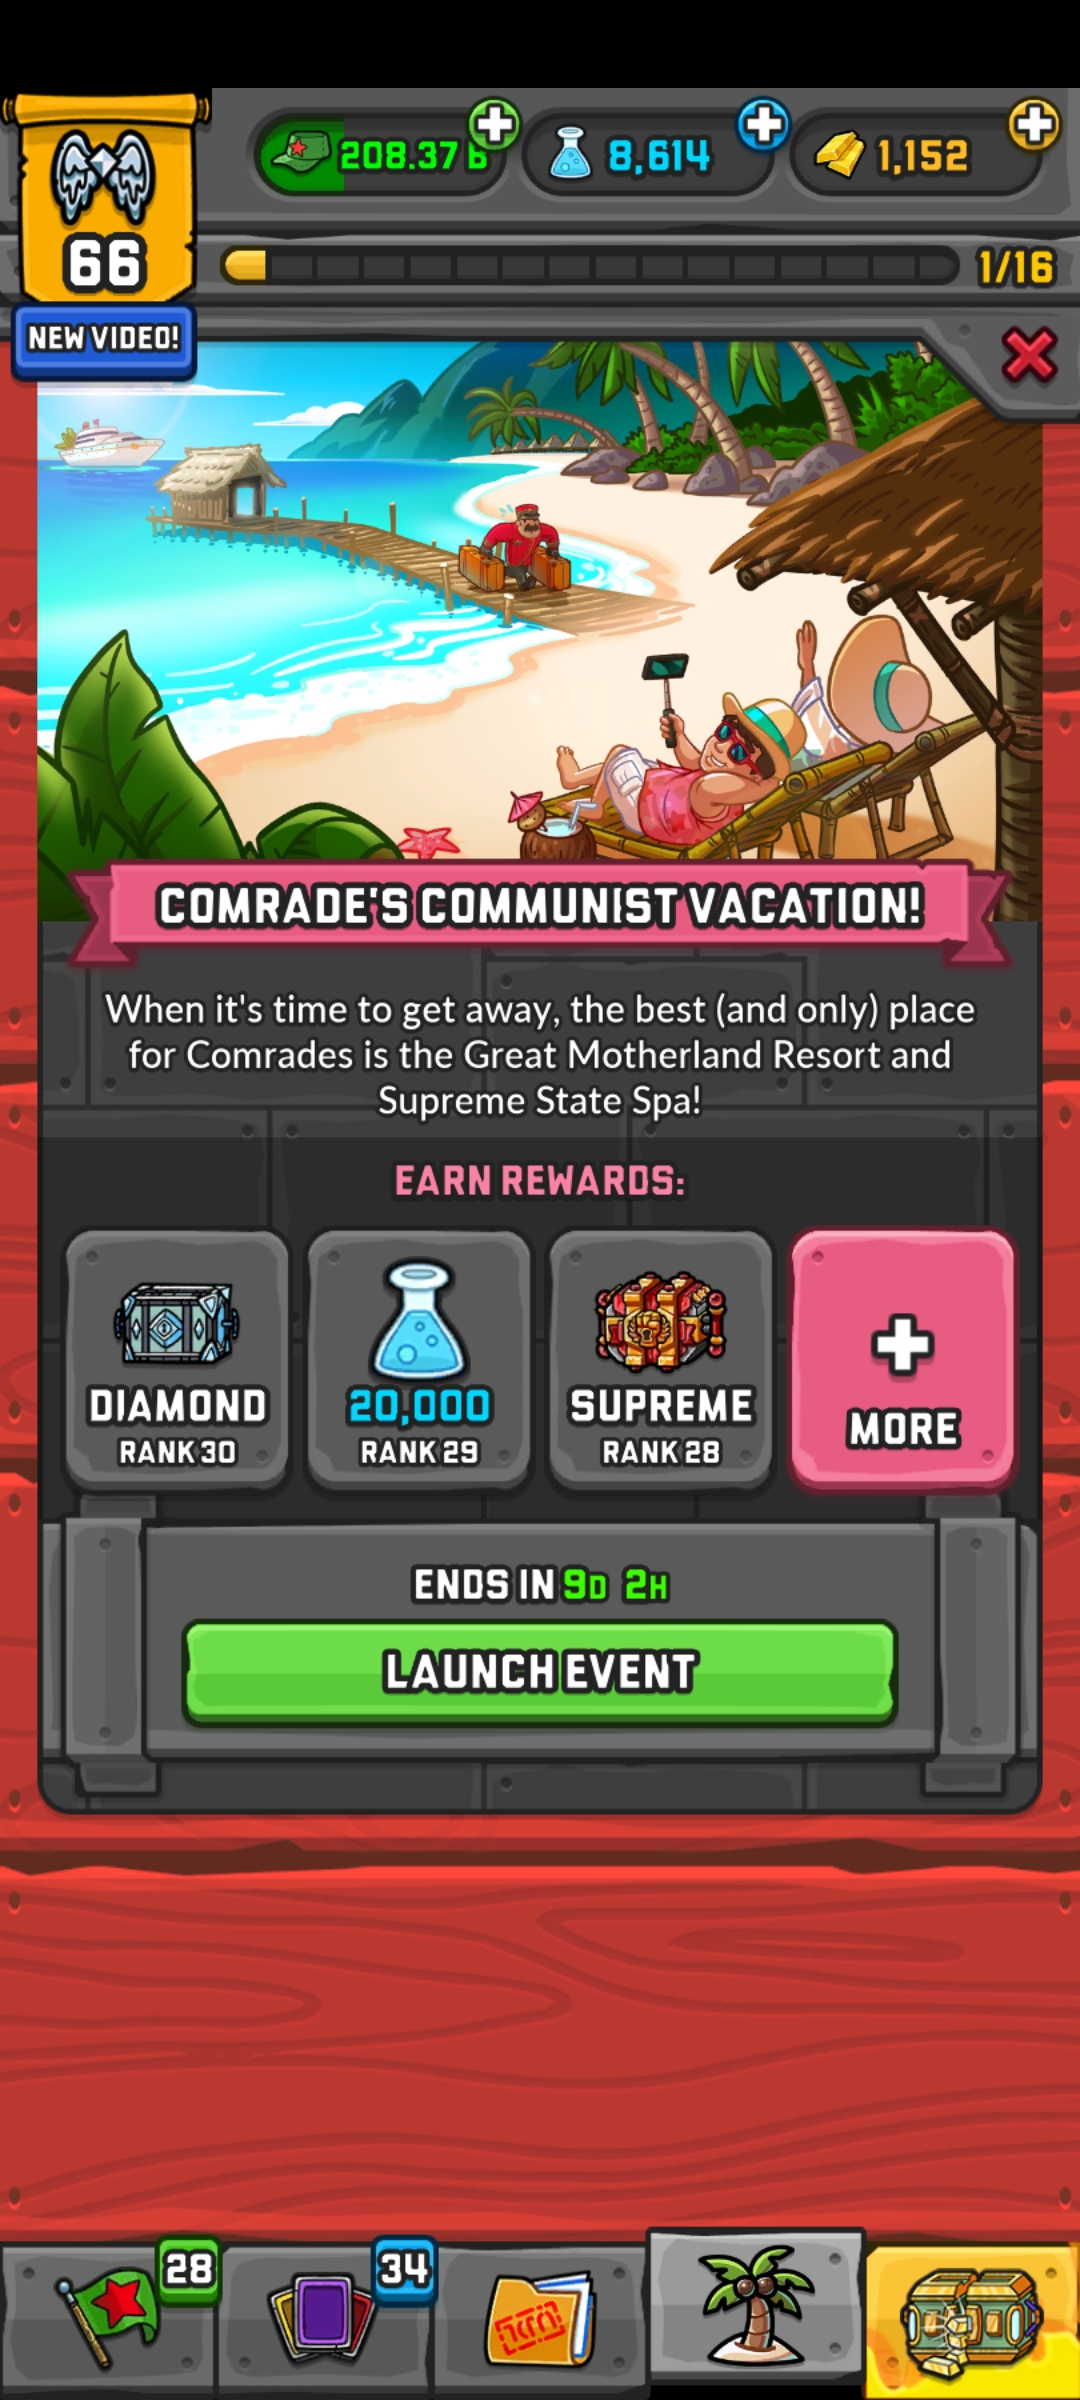 208.37 B
8,614
1,152
66
1/16
NEW VIDEO!
COMRADE'S COMMUNIST VACATION!
When it's time to get away, the best (and only) place
for Comrades is the Great Motherland Resort and
Supreme State Spa!
EARN REWARDS:
DIAMOND
RANK 30
20,000
RANK 29
SUPREME
RANK 28
MORE
ENDS IN 9D 2H
LAUNCH EVENT
28
34